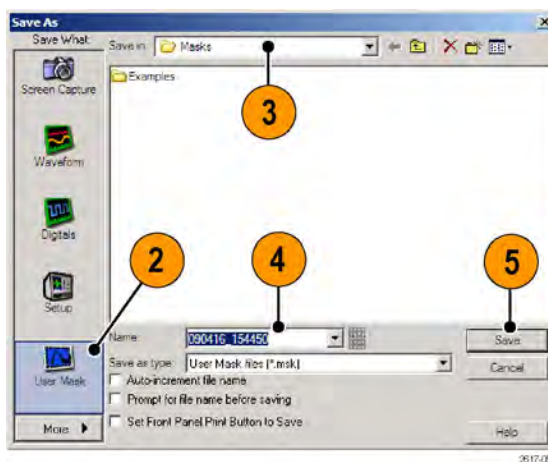 Save As
Save What:
Save in: Masks
Screen Capture
Examples
3
Waveform
Digitals
Setup
2
4
5
Name:
090416_154450
Save
User Mask
Save as type:
User Mask files (*.msk)
Cancel
Auto-increment file name
Prompt for file name before saving
Set Front Panel Print Button to Save
More
Help